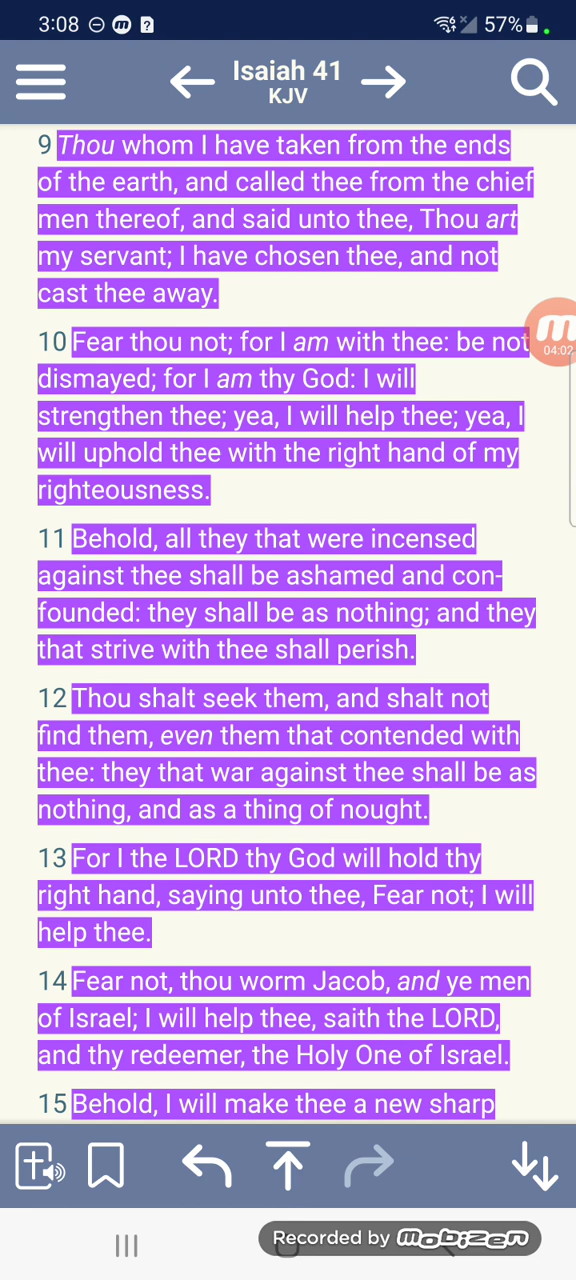 3:08 m ? 57%
Isaiah 41
KJV
9 Thou whom I have taken from the ends
of the earth, and called thee from the chief
men thereof, and said unto thee, Thou art
my servant; I have chosen thee, and not
cast thee away.
10 Fear thou not; for I am with thee: be not
dismayed; for I am thy God: I will
strengthen thee; yea, I will help thee; yea, I
will uphold thee with the right hand of my
righteousness.
m
04:02
11 Behold, all they that were incensed
against thee shall be ashamed and con-
founded: they shall be as nothing; and they
that strive with thee shall perish.
12 Thou shalt seek them, and shalt not
find them, even them that contended with
thee: they that war against thee shall be as
nothing, and as a thing of nought.
13 For I the LORD thy God will hold thy
right hand, saying unto thee, Fear not; I will
help thee.
14 Fear not, thou worm Jacob, and ye men
of Israel; I will help thee, saith the LORD,
and thy redeemer, the Holy One of Israel.
15 Behold, I will make thee a new sharp
Recorded by mobizen